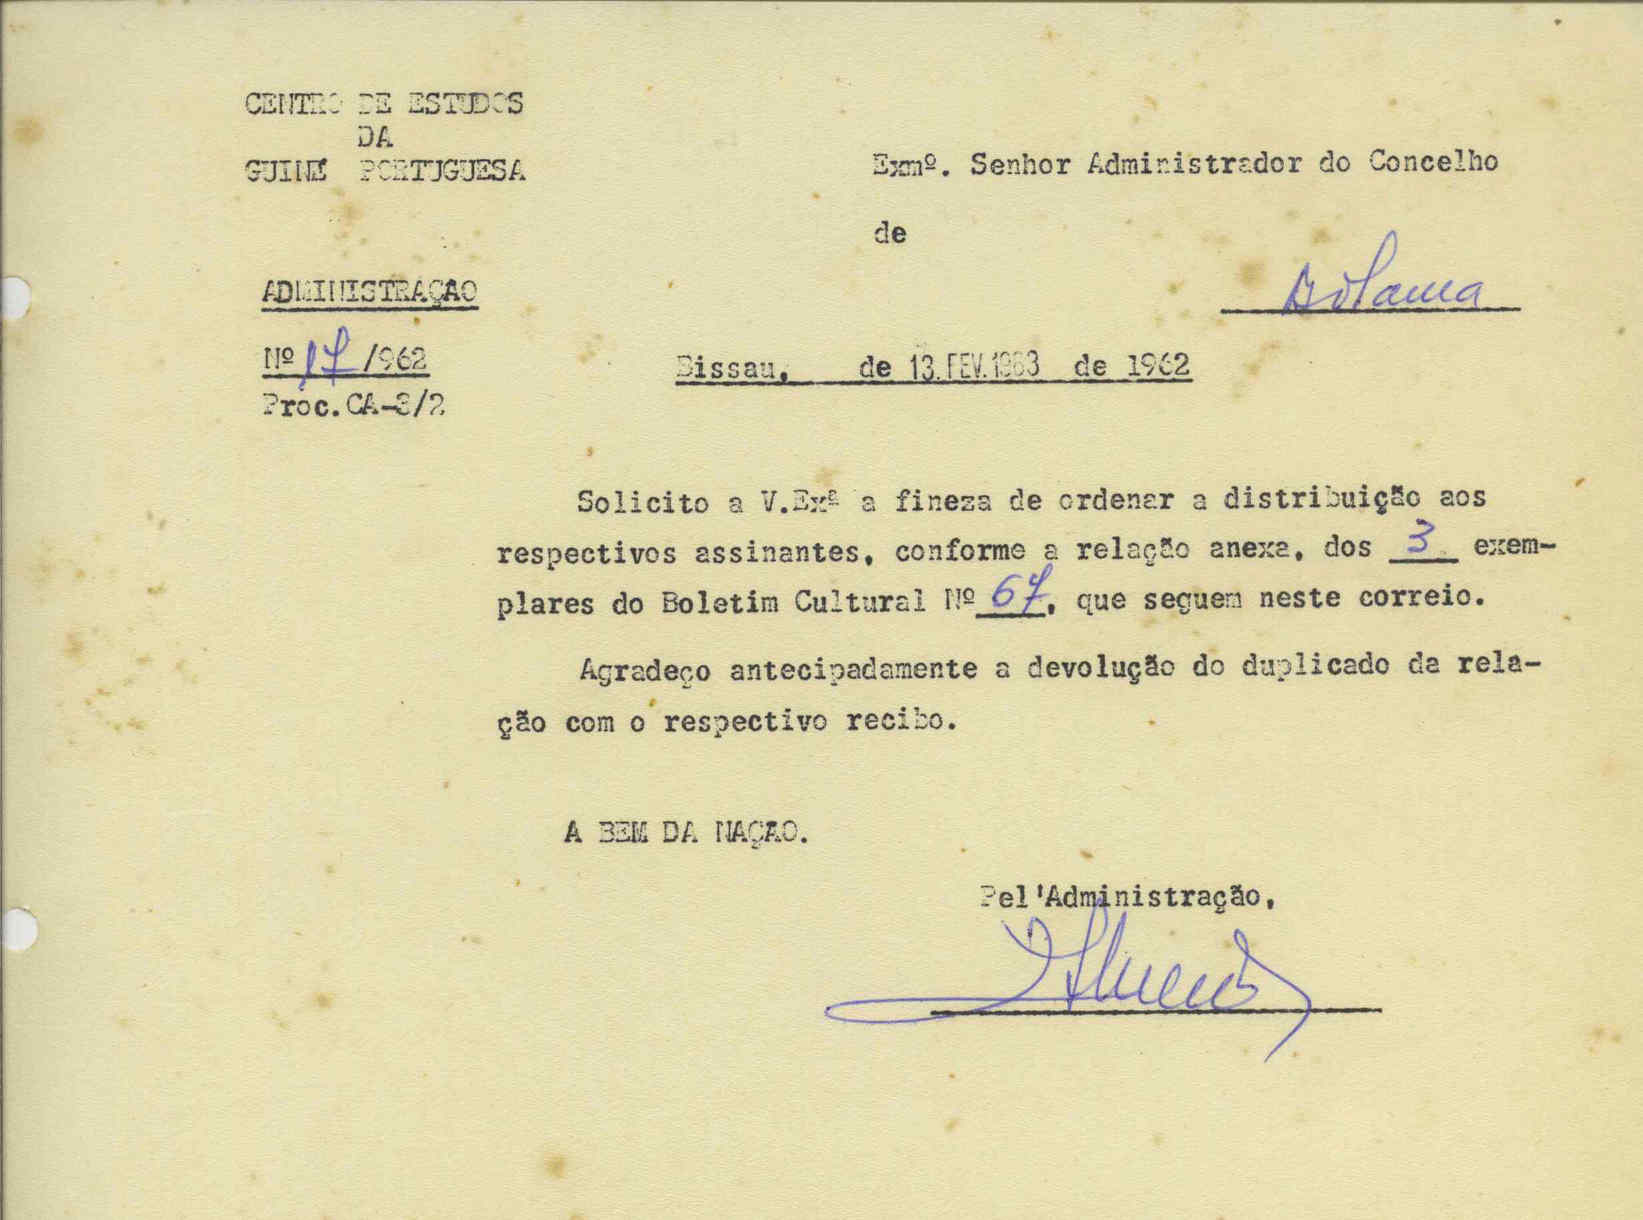 CENTRO DE ESTUDOS
DA
GUINÉ PORTUGUESA
Exmº. Senhor Administrador do Concelho
de
Bolama
ADMINISTRAÇAO
Nº 17 /962
Proc. CA-3/2
Bissau, de 13. FEV. 1963 de 1962
Solicito a V.Exª a fineza de ordenar a distribuição aos
respectivos assinantes, conforme a relação anexa, dos 3 exem-
plares do Boletim Cultural Nº 67, que seguem neste correio.
Agradeço antecipadamente a devolução do duplicado da rela-
ção com o respectivo recibo.
A BEM DA NAÇAO.
Pel'Administração,